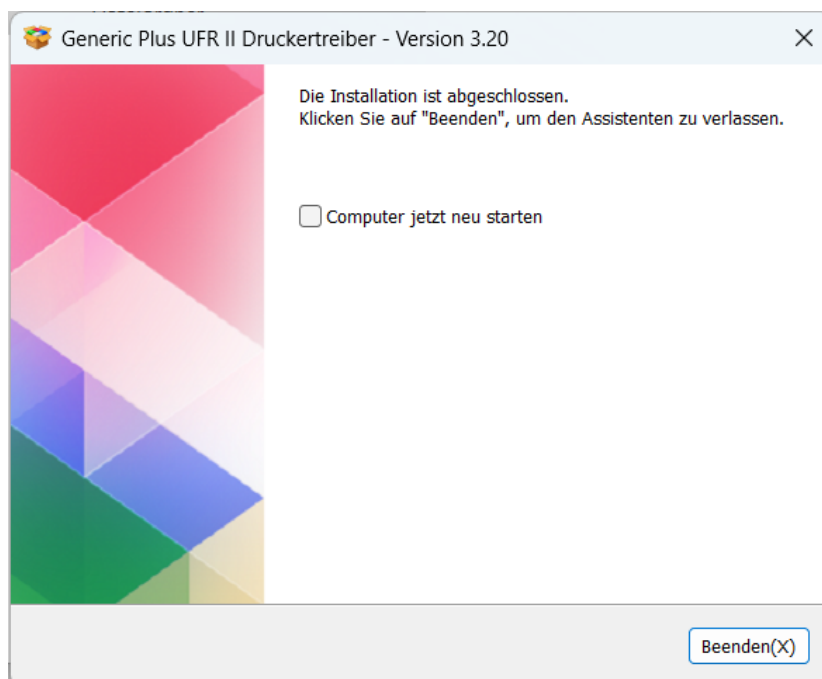 Generic Plus UFR II Druckertreiber - Version 3.20
Die Installation ist abgeschlossen.
Klicken Sie auf "Beenden", um den Assistenten zu verlassen.
Computer jetzt neu starten
Beenden(X)